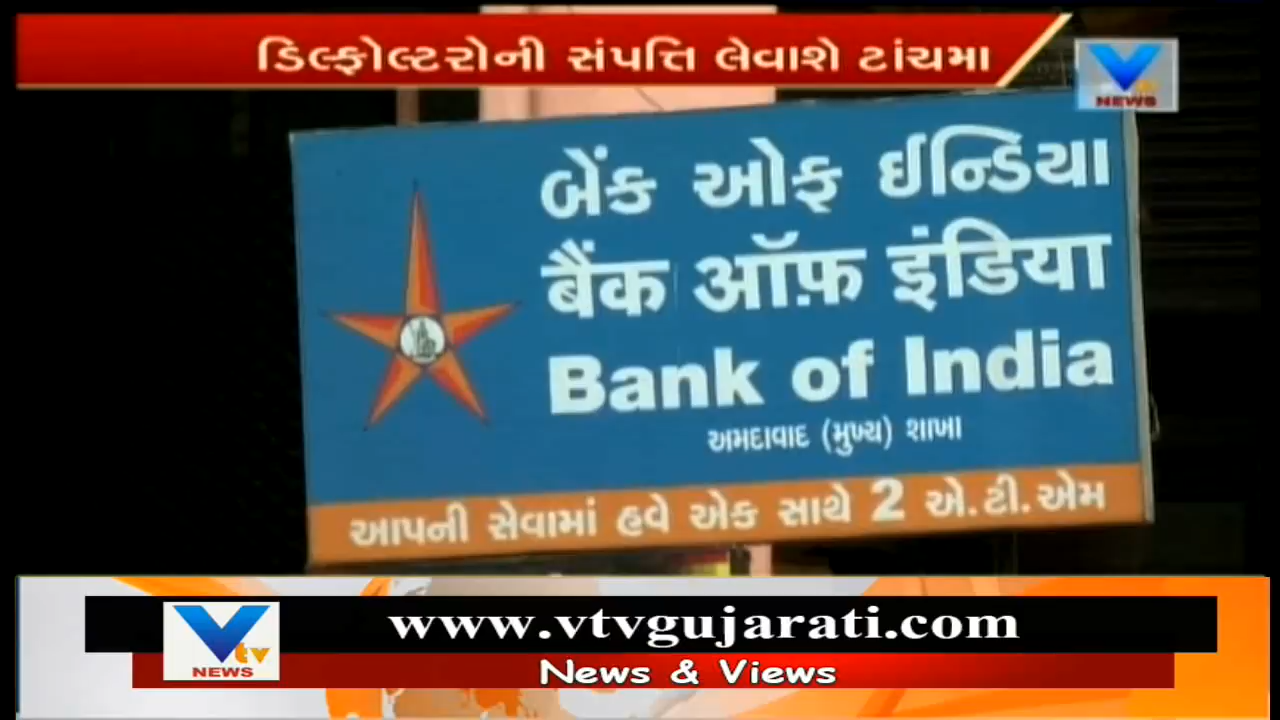 ડિલ્ફોલ્ટરોની સંપત્તિ લેવાશે ટાંચમા
V tv
NEWS
બેંક ઓફ ઈન્ડિયા
बैंक ऑफ़ इंडिया
Bank of India
અમદાવાદ (મુખ્ય) શાખા
આપની સેવામાં હવે એક સાથે 2 એ.ટી.એમ
www.vtvgujarati.com
V tv
NEWS
News & Views